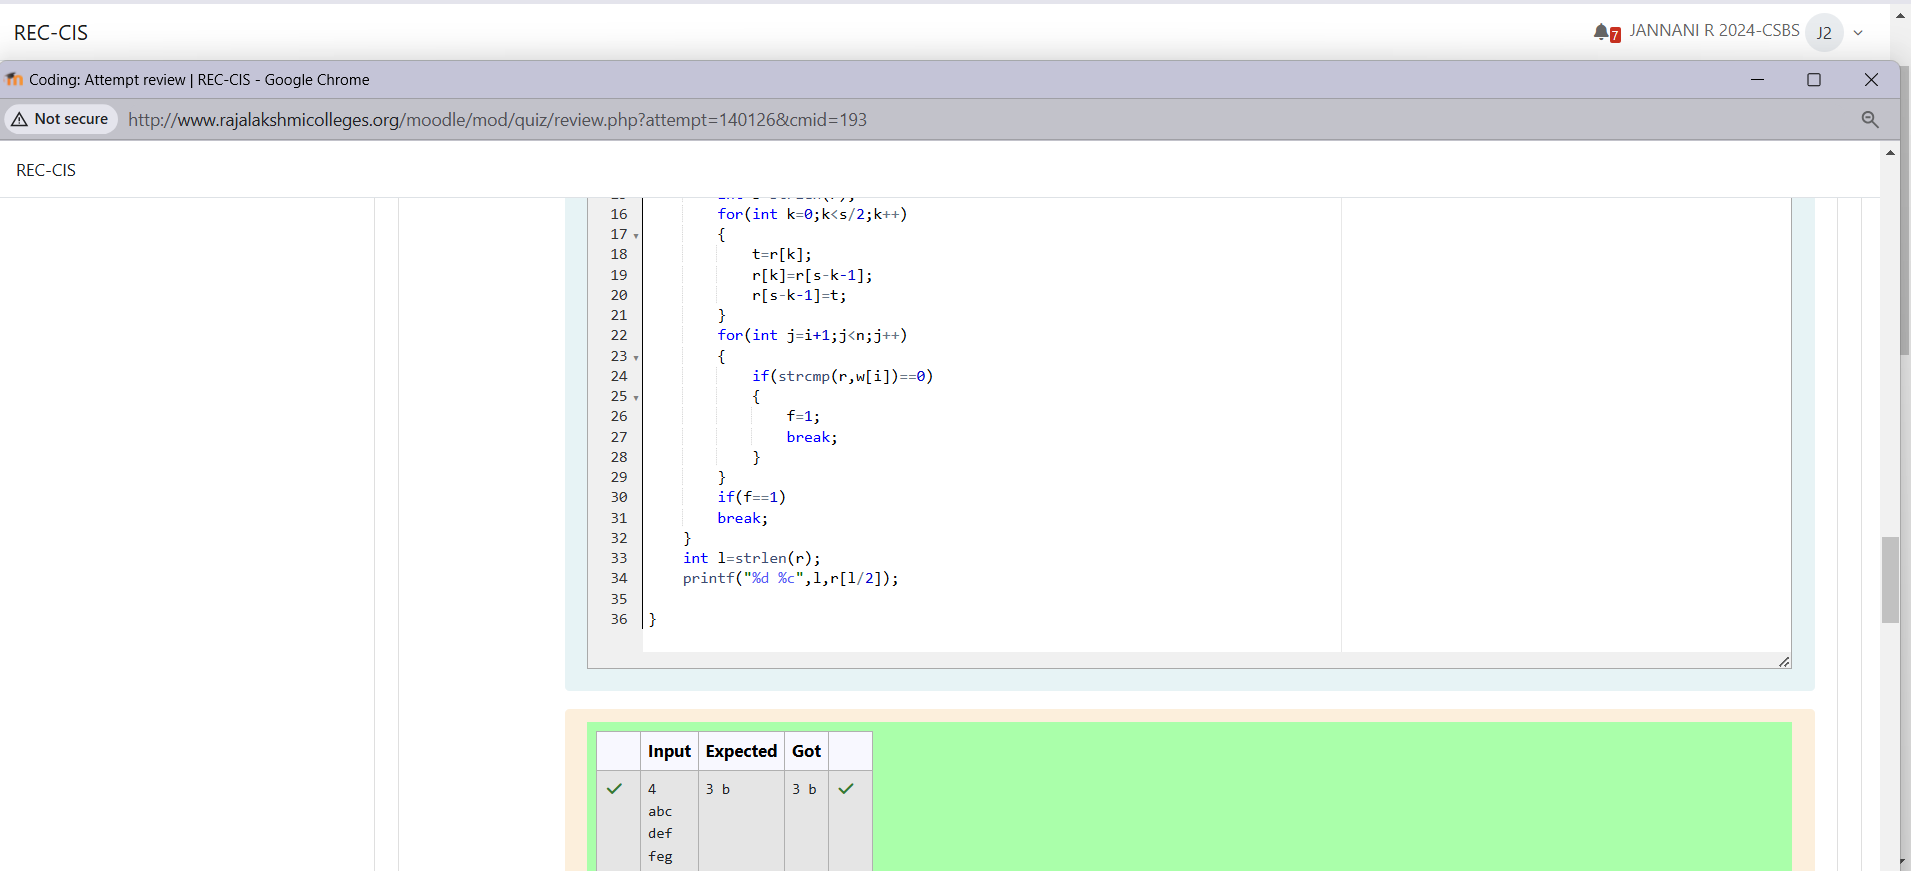 REC-CIS
7 JANNANI R 2024-CSBS J2
Coding: Attempt review | REC-CIS - Google Chrome
Not secure http://www.rajalakshmicolleges.org/moodle/mod/quiz/review.php?attempt=140126&cmid=193
REC-CIS
16 for(int k=0;k<s/2;k++)
17 {
18 t=r[k];
19 r[k]=r[s-k-1];
20 r[s-k-1]=t;
21 }
22 for(int j=i+1;j<n;j++)
23 {
24 if(strcmp(r,w[i])==0)
25 {
26 f=1;
27 break;
28 }
29 }
30 if(f==1)
31 break;
32 }
33 int l=strlen(r);
34 printf("%d %c",l,r[l/2]);
35
36 }
Input Expected Got
4 3 b 3 b
abc
def
feg